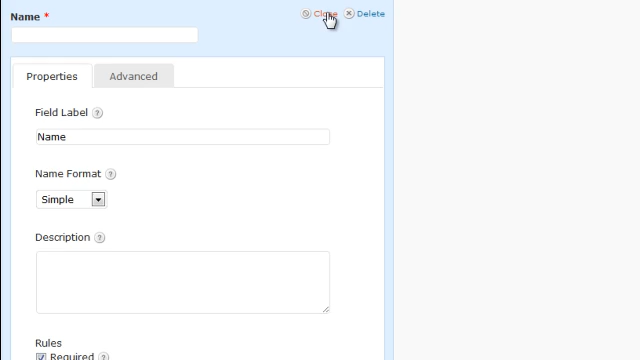 Name *
Close Delete
Properties Advanced
Field Label ?
Name
Name Format ?
Simple
Description ?
Rules
Required ?